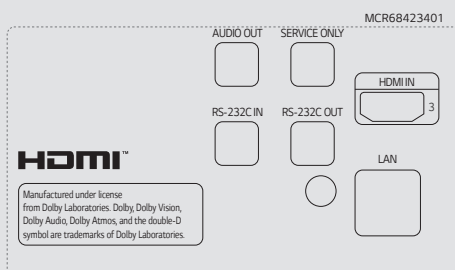 MCR68423401
AUDIO OUT
SERVICE ONLY
HDMI IN
3
RS-232C IN
RS-232C OUT
HDMI™
LAN
Manufactured under license
from Dolby Laboratories. Dolby, Dolby Vision,
Dolby Audio, Dolby Atmos, and the double-D
symbol are trademarks of Dolby Laboratories.